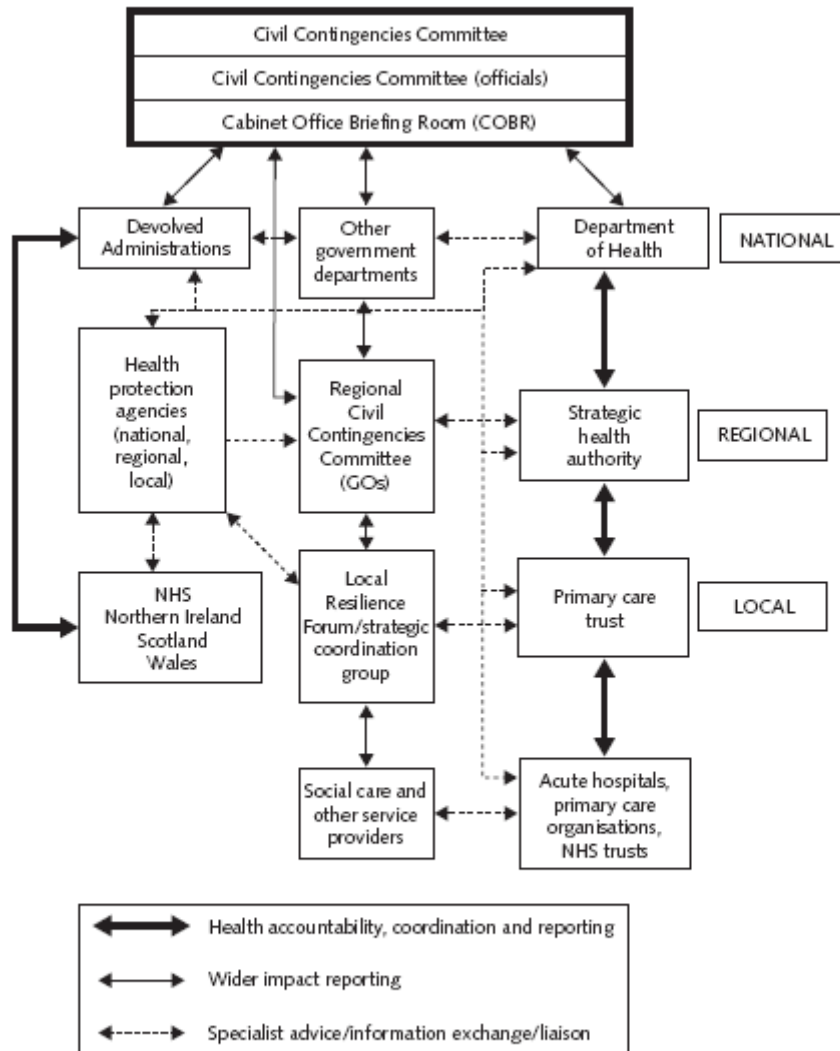 Civil Contingencies Committee
Civil Contingencies Committee (officials)
Cabinet Office Briefing Room (COBR)
Devolved
Administrations
Other
government
departments
Department
of Health
NATIONAL
Health
protection
agencies
(national,
regional,
local)
Regional
Civil
Contingencies
Committee
(GOs)
Strategic
health
authority
REGIONAL
NHS
Northern Ireland
Scotland
Wales
Local
Resilience
Forum/strategic
coordination
group
Primary care
trust
LOCAL
Social care and
other service
providers
Acute hospitals,
primary care
organisations,
NHS trusts
Health accountability, coordination and reporting
Wider impact reporting
Specialist advice/information exchange/liaison